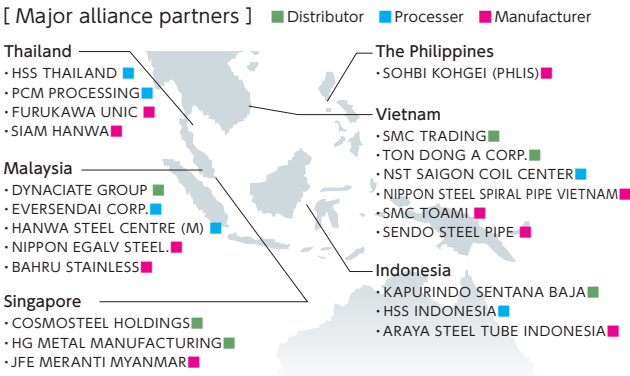 [ Major alliance partners ] Distributor Processer Manufacturer
Thailand
・HSS THAILAND
・PCM PROCESSING
・FURUKAWA UNIC
・SIAM HANWA
Malaysia
・DYNACIATE GROUP
・EVERSENDAI CORP.
・HANWA STEEL CENTRE (M)
・NIPPON EGALV STEEL.
・BAHRU STAINLESS
Singapore
・COSMOSTEEL HOLDINGS
・HG METAL MANUFACTURING
・JFE MERANTI MYANMAR
The Philippines
・SOHBI KOHGEI (PHLIS)
Vietnam
・SMC TRADING
・TON DONG A CORP.
・NST SAIGON COIL CENTER
・NIPPON STEEL SPIRAL PIPE VIETNAM
・SMC TOAMI
・SENDO STEEL PIPE
Indonesia
・KAPURINDO SENTANA BAJA
・HSS INDONESIA
・ARAYA STEEL TUBE INDONESIA